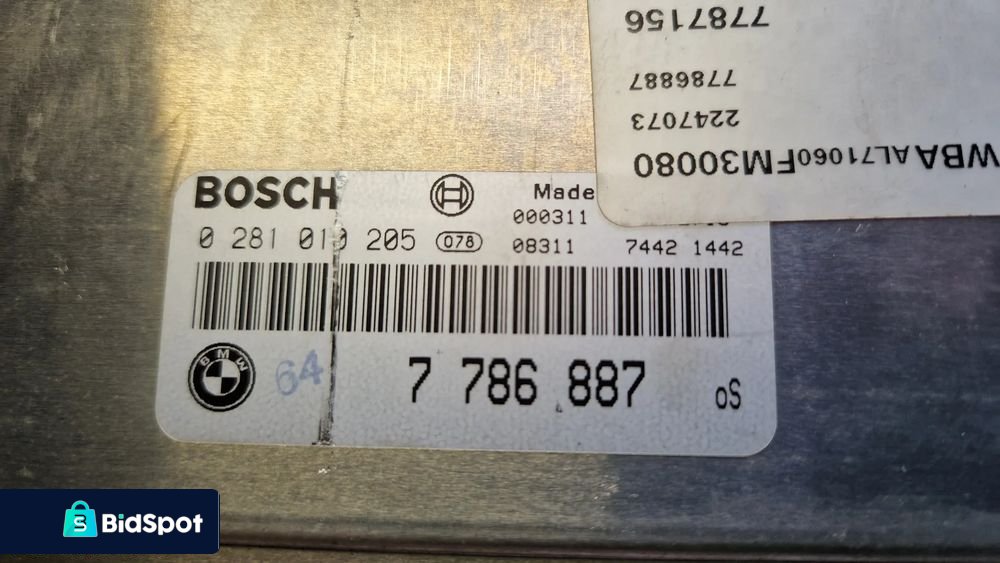 WBAAL71060FM30080
2247073
7786887
7787156
BOSCH
Made
000311
0 281 010 205 078 08311 7442 1442
BMW
64
7 786 887 oS
BidSpot